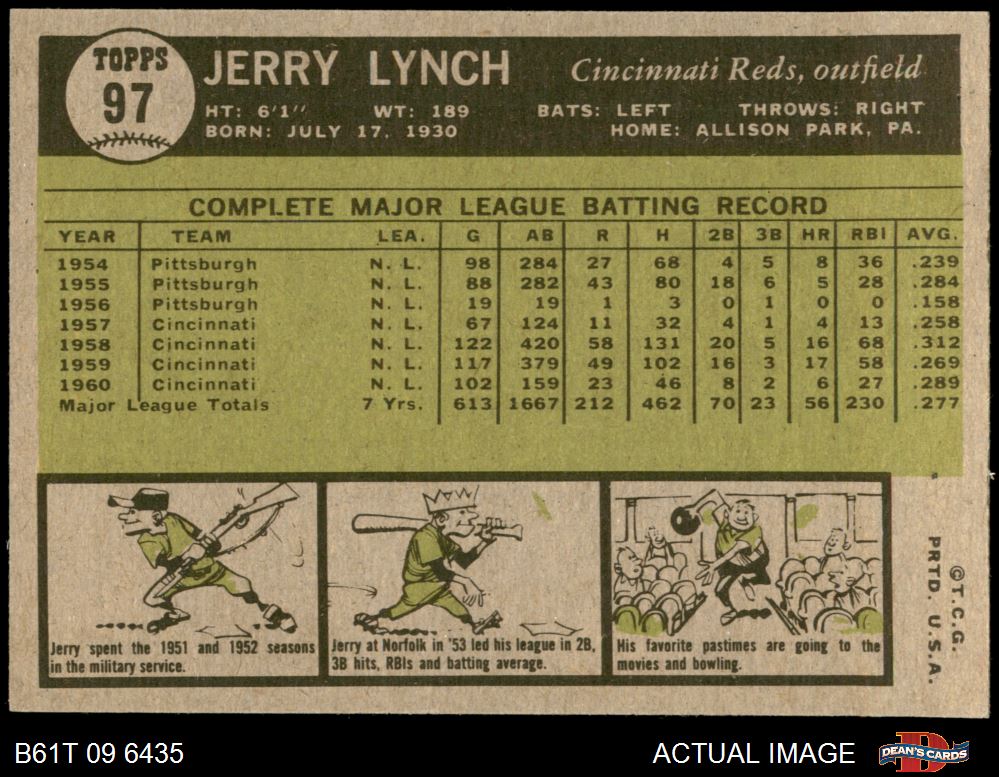 TOPPS
97
JERRY LYNCH
Cincinnati Reds, outfield
HT: 6'1" WT: 189 BATS: LEFT THROWS: RIGHT
BORN: JULY 17, 1930 HOME: ALLISON PARK, PA.
COMPLETE MAJOR LEAGUE BATTING RECORD
YEAR TEAM LEA. G AB R H 2B 3B HR RBI AVG.
1954 Pittsburgh N. L. 98 284 27 68 4 5 8 36 .239
1955 Pittsburgh N. L. 88 282 43 80 18 6 5 28 .284
1956 Pittsburgh N. L. 19 19 1 3 0 1 0 0 .158
1957 Cincinnati N. L. 67 124 11 32 4 1 4 13 .258
1958 Cincinnati N. L. 122 420 58 131 20 5 16 68 .312
1959 Cincinnati N. L. 117 379 49 102 16 3 17 58 .269
1960 Cincinnati N. L. 102 159 23 46 8 2 6 27 .289
Major League Totals 7 Yrs. 613 1667 212 462 70 23 56 230 .277
Jerry spent the 1951 and 1952 seasons
in the military service.
Jerry at Norfolk in '53 led his league in 2B,
3B hits, RBIs and batting average.
His favorite pastimes are going to the
movies and bowling.
©T.C.G.
PRTD. U.S.A.
B61T 09 6435
ACTUAL IMAGE
DEAN'S CARDS